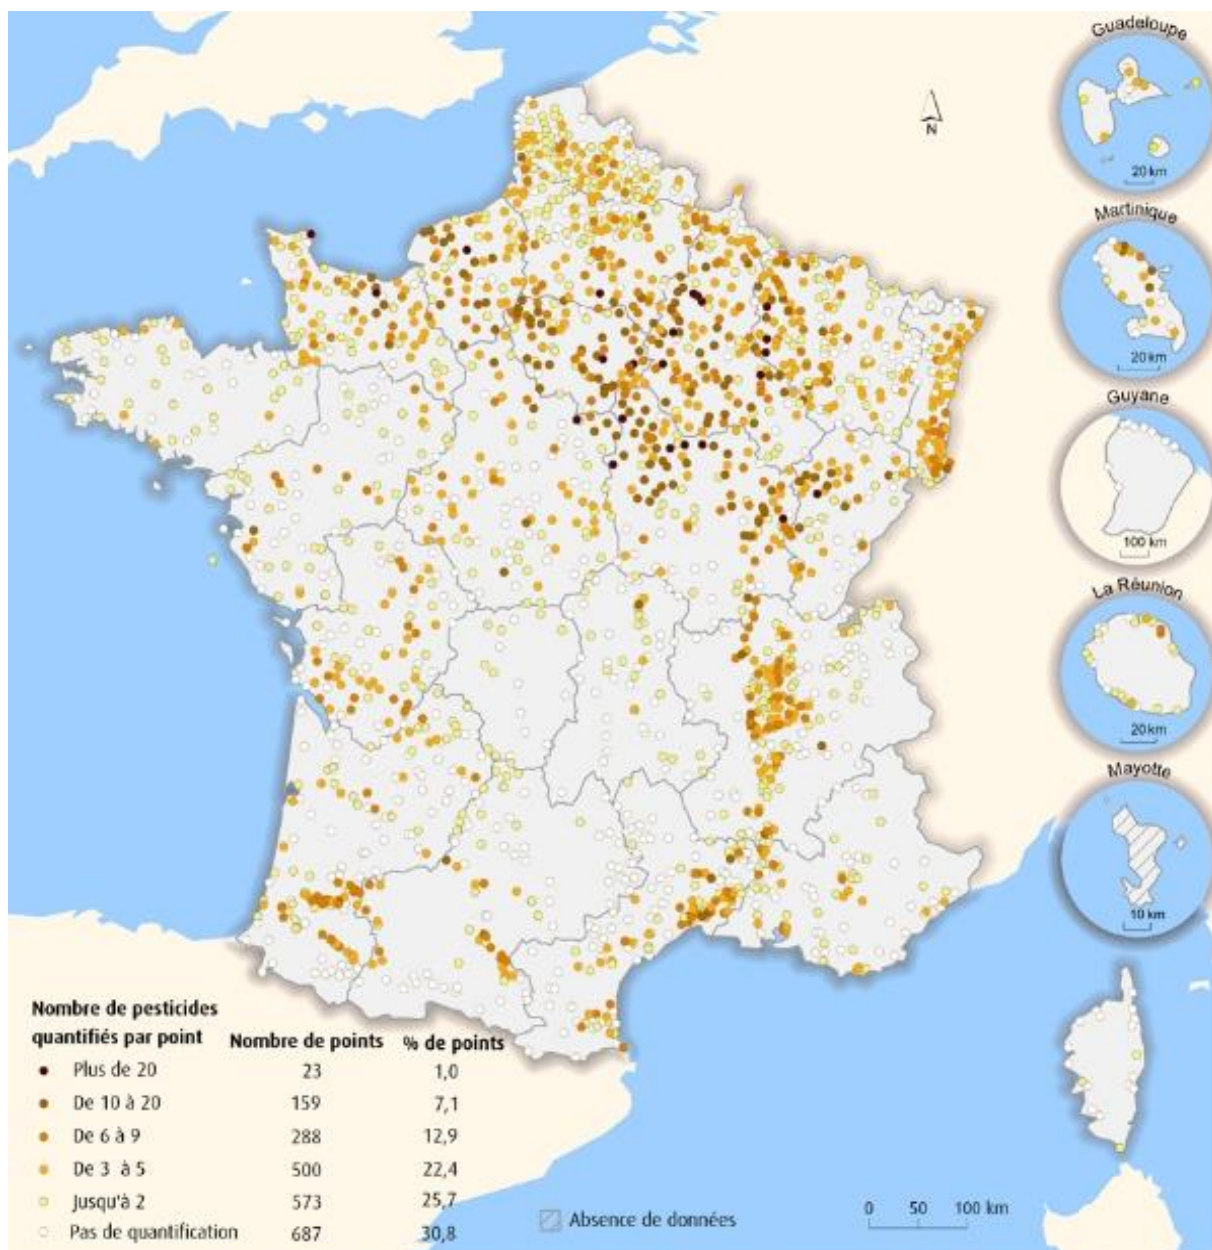 Guadeloupe
20 km
N
Martinique
20 km
Guyane
100 km
La Réunion
20 km
Mayotte
10 km
Nombre de pesticides
quantifiés par point Nombre de points % de points
Plus de 20 23 1,0
De 10 à 20 159 7,1
De 6 à 9 288 12,9
De 3 à 5 500 22,4
Jusqu'à 2 573 25,7
Pas de quantification 687 30,8
Absence de données
0 50 100 km